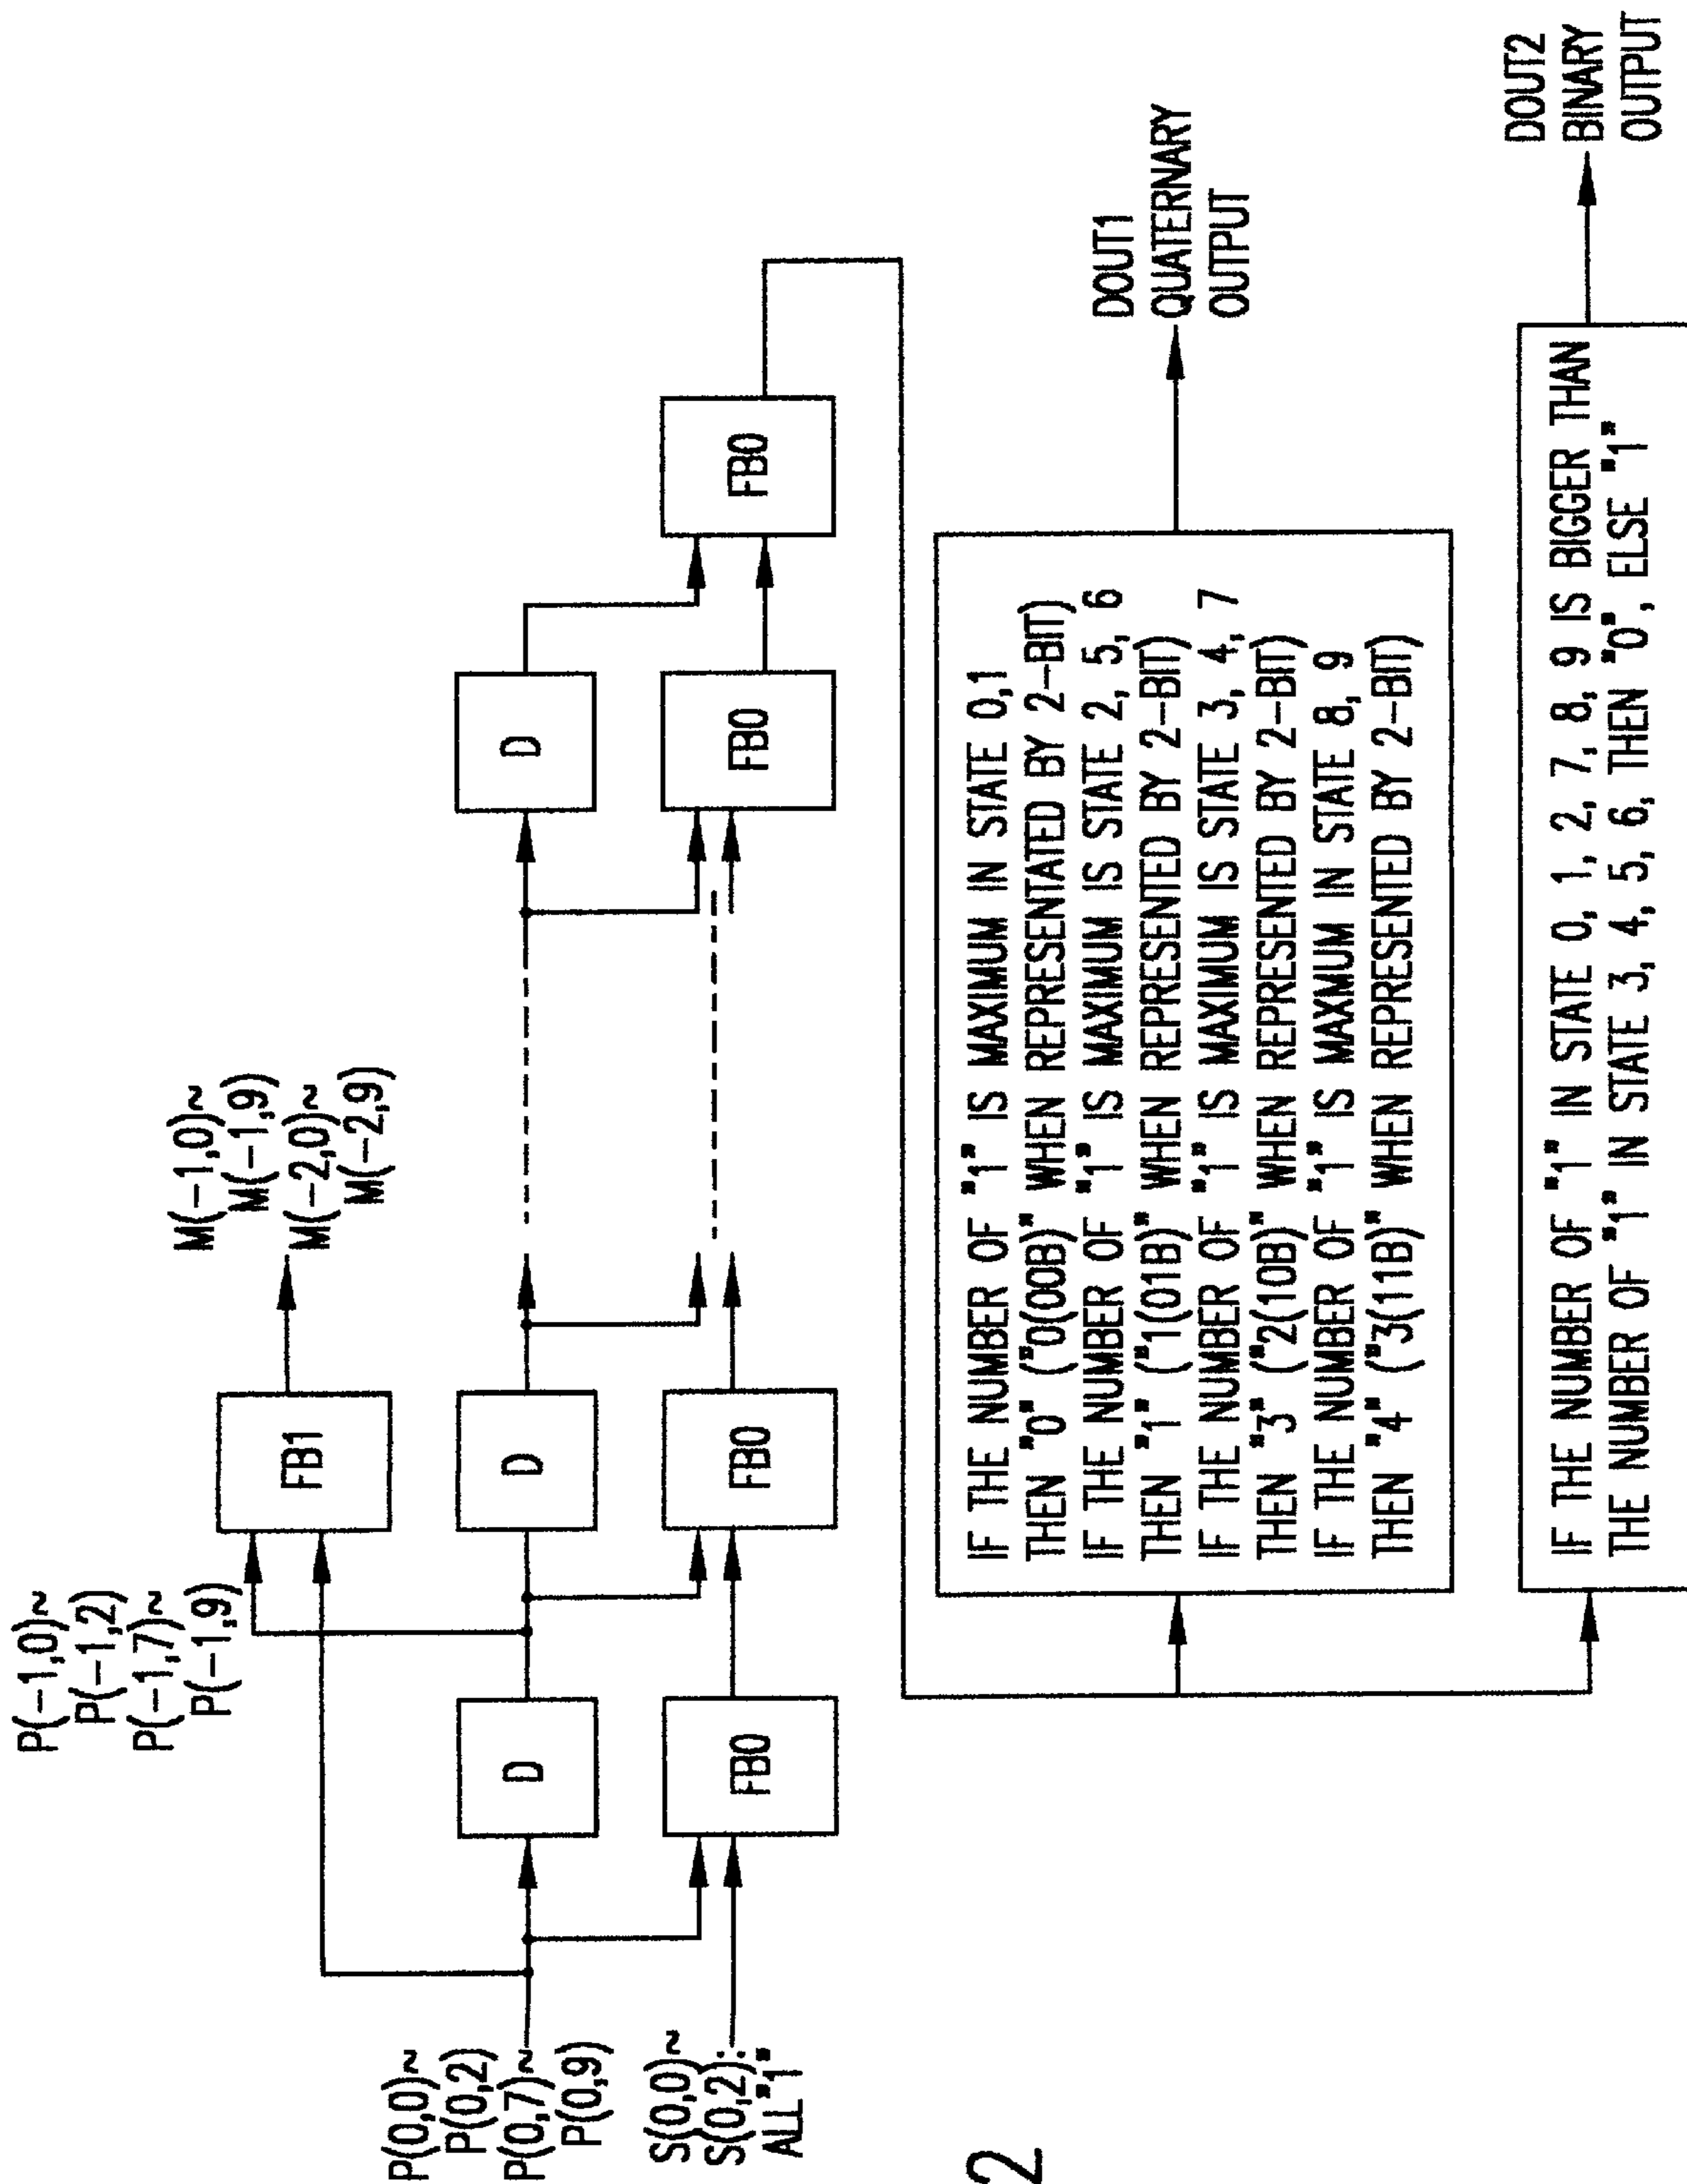 P(-1,0)~
P(-1,2)
P(-1,7)~
P(-1,9)
M(-1,0)~
M(-1,9)
M(-2,0)~
M(-2,9)
FB1
P(0,0)~
P(0,2)
P(0,7)~
P(0,9)
D
D
D
S(0,0)~
S(0,2):
ALL"1"
FB0
FB0
FB0
FB0
IF THE NUMBER OF "1" IS MAXIMUM IN STATE 0,1
THEN "0" ("0(00B)" WHEN REPRESENTATED BY 2-BIT)
IF THE NUMBER OF "1" IS MAXIMUM IS STATE 2, 5, 6
THEN "1" ("1(01B)" WHEN REPRESENTED BY 2-BIT)
IF THE NUMBER OF "1" IS MAXIMUM IS STATE 3, 4, 7
THEN "3" ("2(10B)" WHEN REPRESENTED BY 2-BIT)
IF THE NUMBER OF "1" IS MAXMUM IN STATE 8, 9
THEN "4" ("3(11B)" WHEN REPRESENTED BY 2-BIT)
DOUT1
QUATERNARY
OUTPUT
IF THE NUMBER OF "1" IN STATE 0, 1, 2, 7, 8, 9 IS BIGGER THAN
THE NUMBER OF "1" IN STATE 3, 4, 5, 6, THEN "0", ELSE "1"
DOUT2
BINARY
OUTPUT
2